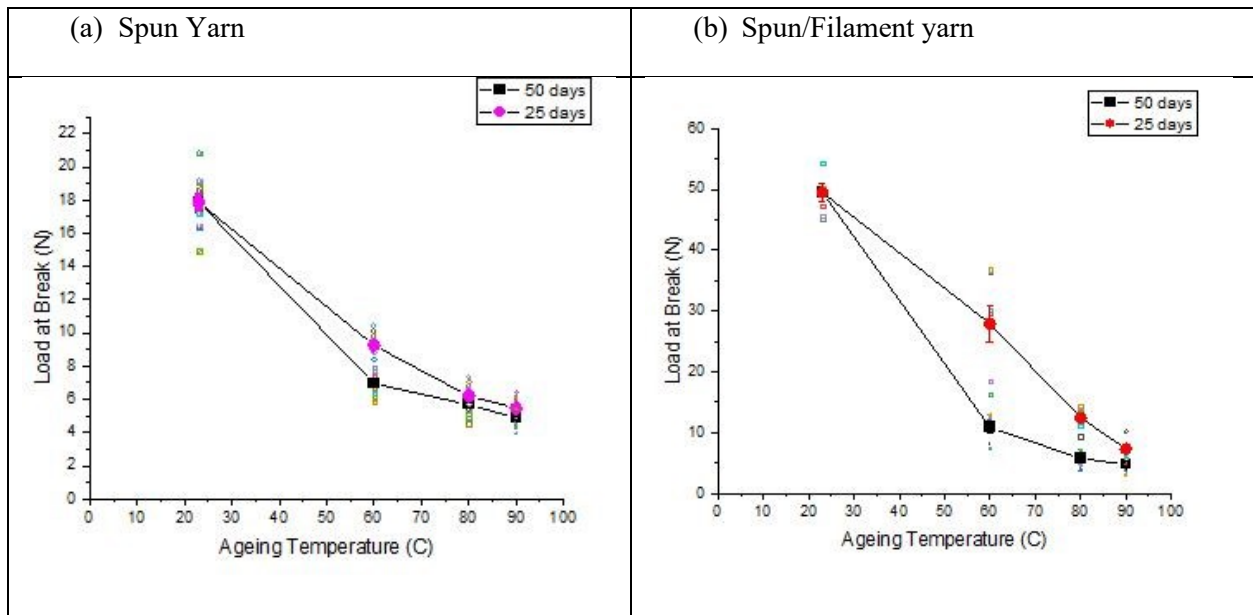 (a) Spun Yarn
(b) Spun/Filament yarn
50 days
25 days
22
20
18
16
14
12
10
8
6
4
2
0
Load at Break (N)
0 10 20 30 40 50 60 70 80 90 100
Ageing Temperature (C)
50 days
25 days
60
50
40
30
20
10
0
Load at Break (N)
0 10 20 30 40 50 60 70 80 90 100
Ageing Temperature (C)